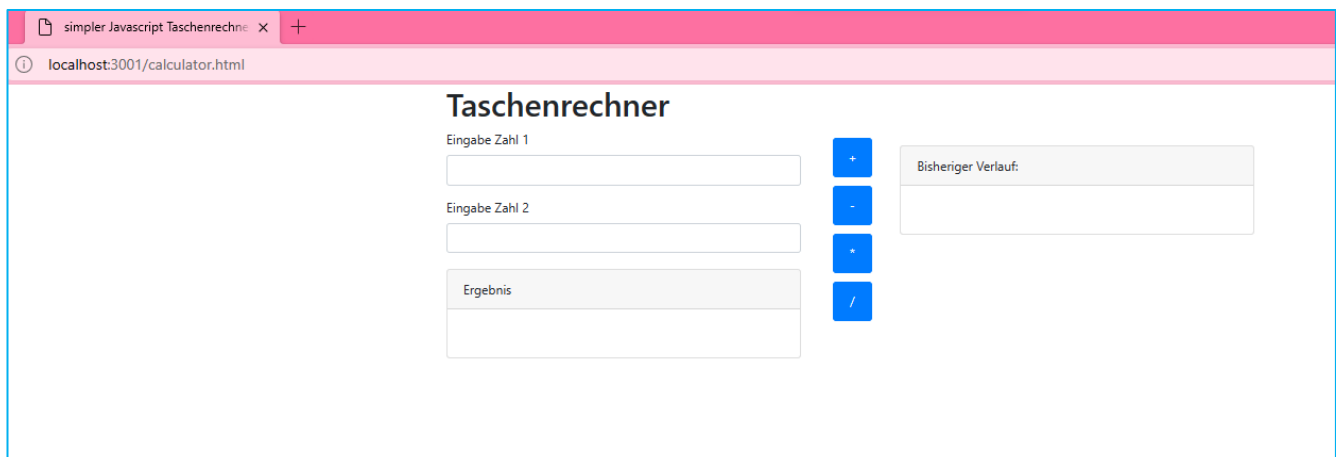 simpler Javascript Taschenrechne
localhost:3001/calculator.html
Taschenrechner
Eingabe Zahl 1
Eingabe Zahl 2
Ergebnis
+
-
*
/
Bisheriger Verlauf: